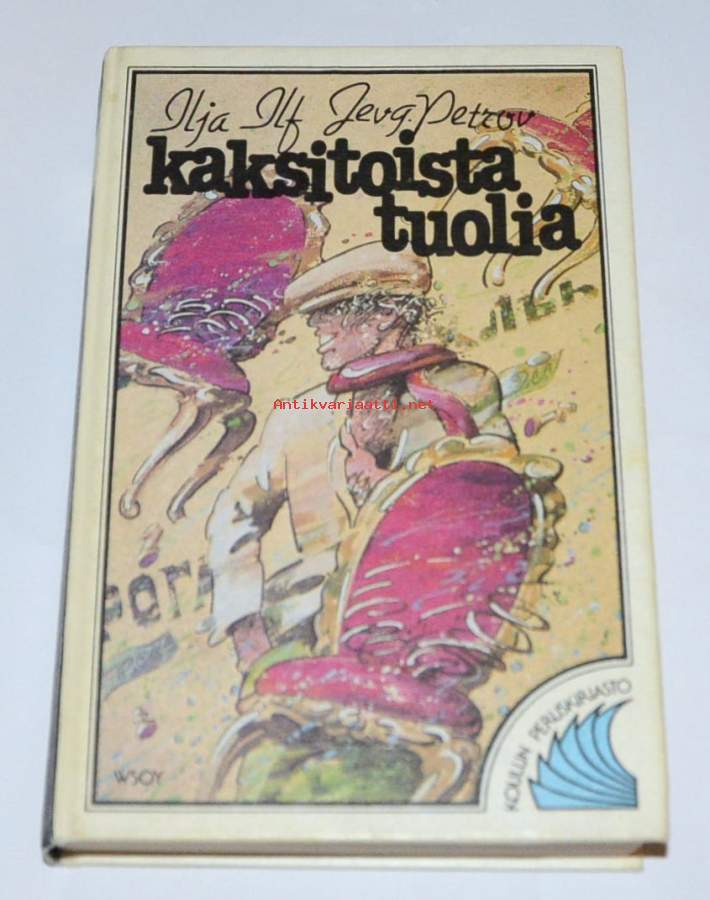 Ilja Ilf Jevg. Petrov
kaksitoista
tuolia
Antikvariaatti.net
WSOY
KOULUN PERUSKIRJASTO